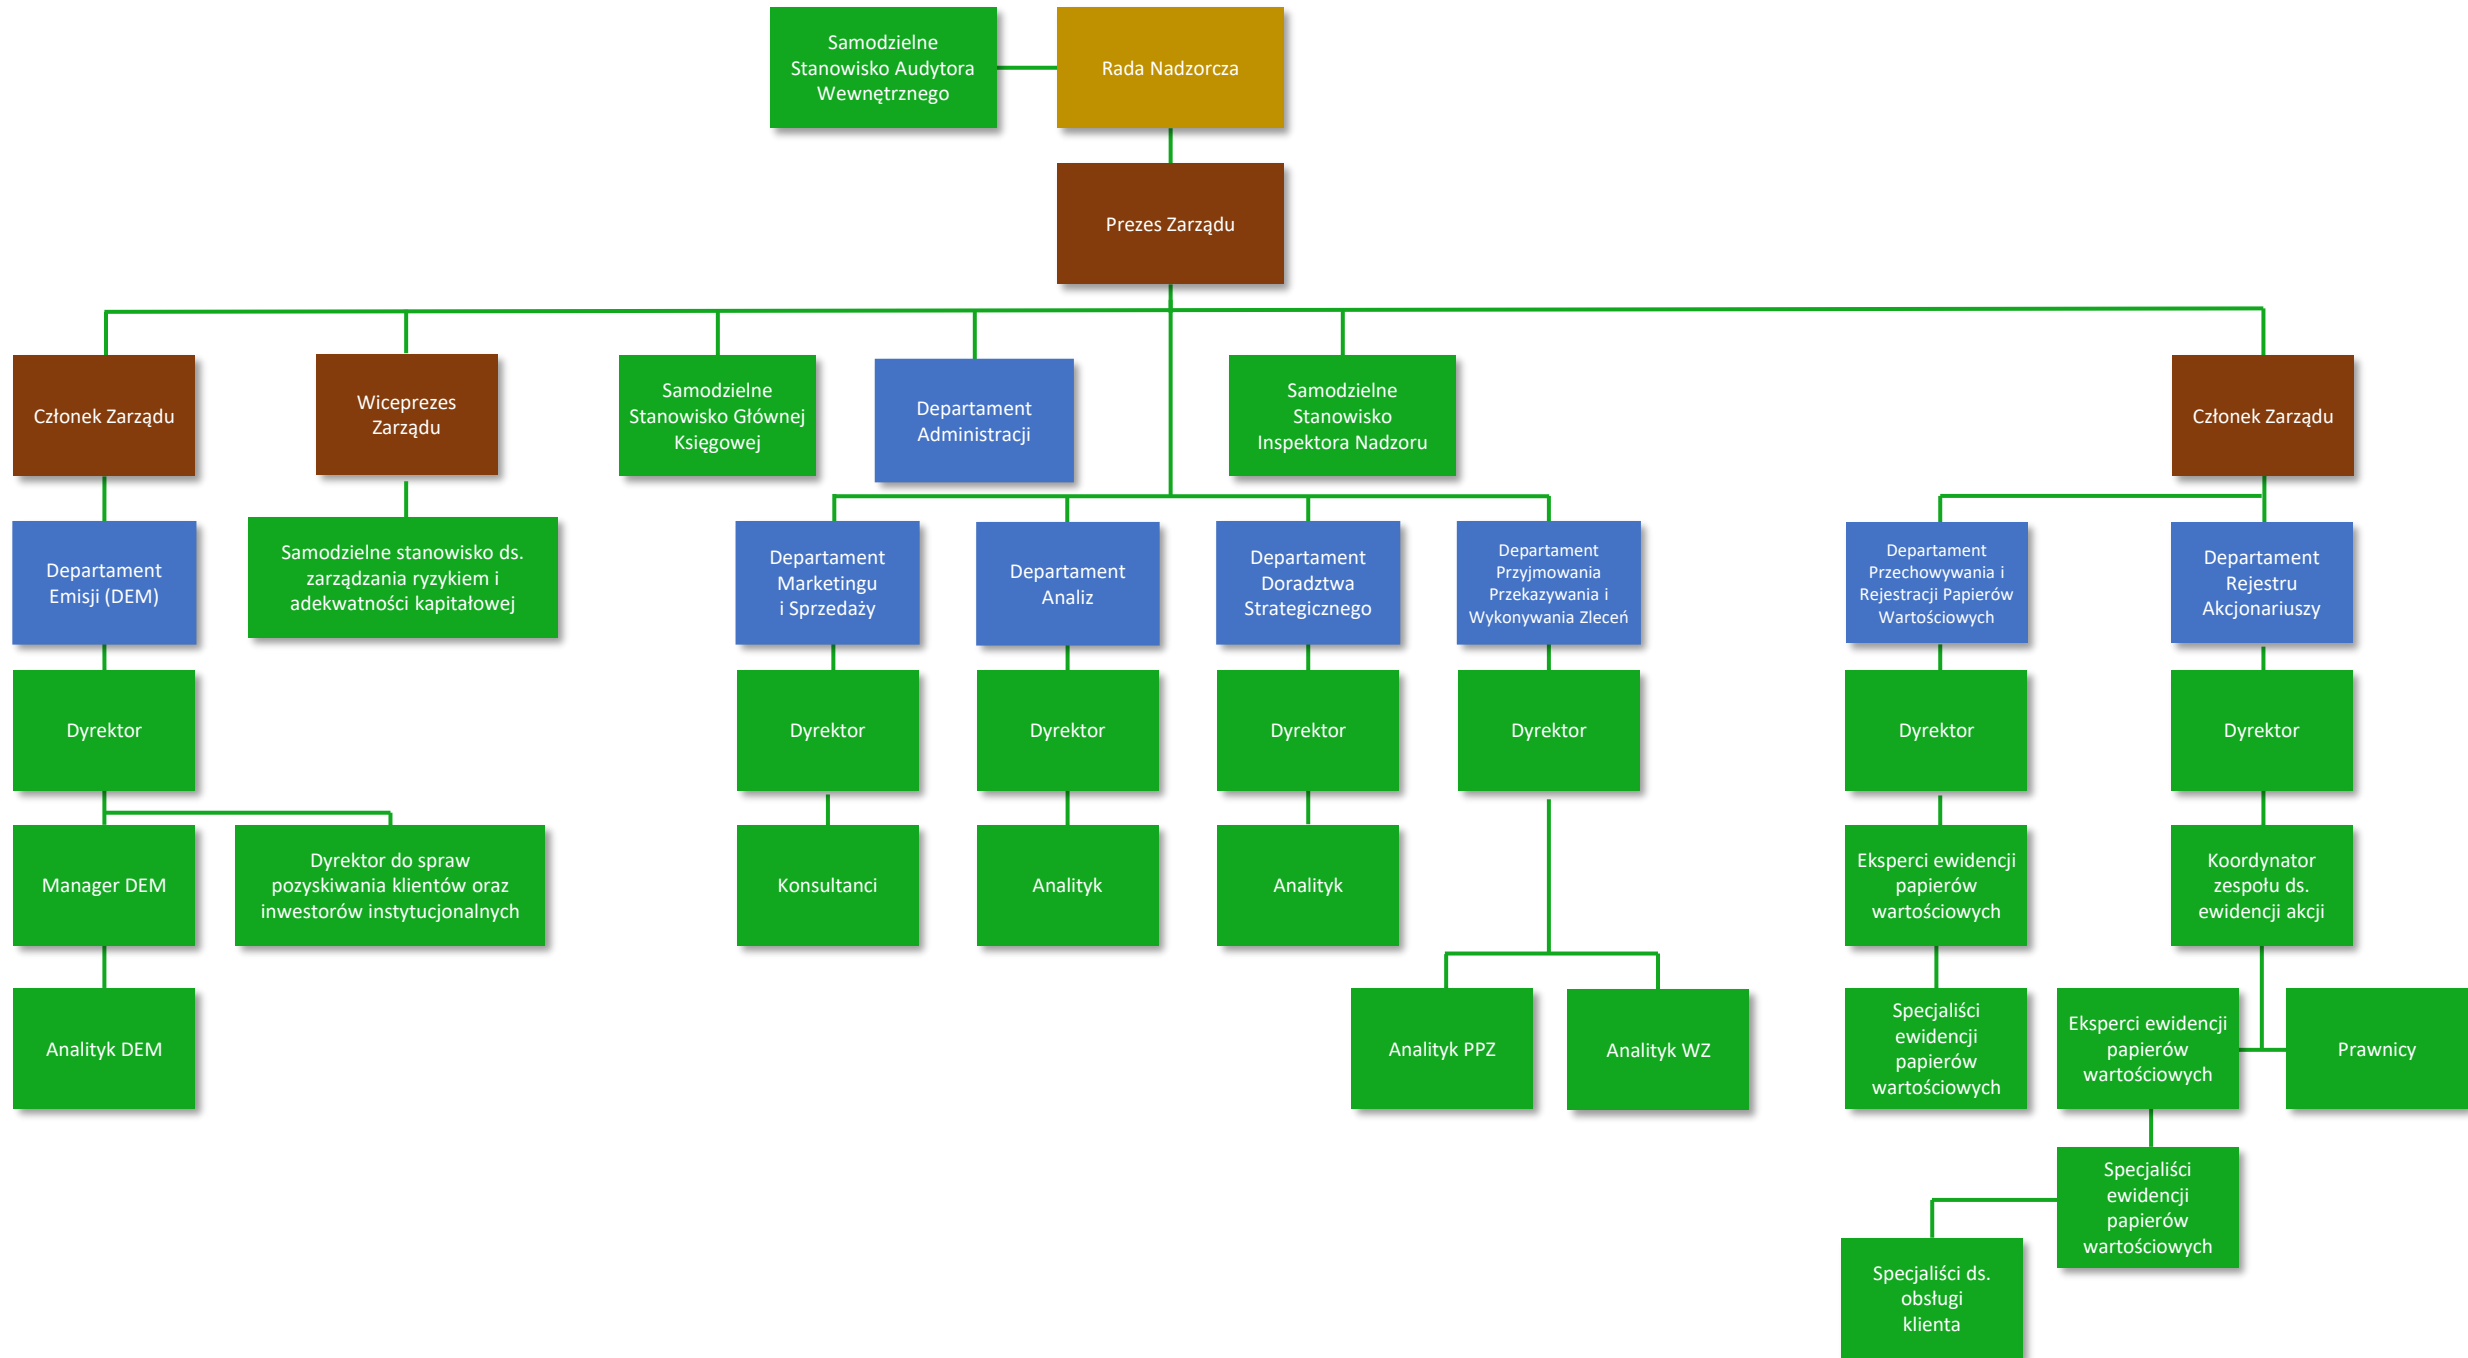 Samodzielne
Stanowisko Audytora
Wewnętrznego
Rada Nadzorcza
Prezes Zarządu
Członek Zarządu
Wiceprezes
Zarządu
Samodzielne
Stanowisko Głównej
Księgowej
Departament
Administracji
Samodzielne
Stanowisko
Inspektora Nadzoru
Członek Zarządu
Departament
Emisji (DEM)
Samodzielne stanowisko ds.
zarządzania ryzykiem i
adekwatności kapitałowej
Departament
Marketingu
i Sprzedaży
Departament
Analiz
Departament
Doradztwa
Strategicznego
Departament
Przyjmowania
Przekazywania i
Wykonywania Zleceń
Departament
Przechowywania i
Rejestracji Papierów
Wartościowych
Departament
Rejestru
Akcjonariuszy
Dyrektor
Dyrektor
Dyrektor
Dyrektor
Dyrektor
Dyrektor
Dyrektor
Manager DEM
Dyrektor do spraw
pozyskiwania klientów oraz
inwestorów instytucjonalnych
Konsultanci
Analityk
Analityk
Eksperci ewidencji
papierów
wartościowych
Koordynator
zespołu ds.
ewidencji akcji
Analityk DEM
Analityk PPZ
Analityk WZ
Specjaliści
ewidencji
papierów
wartościowych
Eksperci ewidencji
papierów
wartościowych
Prawnicy
Specjaliści
ewidencji
papierów
wartościowych
Specjaliści ds.
obsługi
klienta